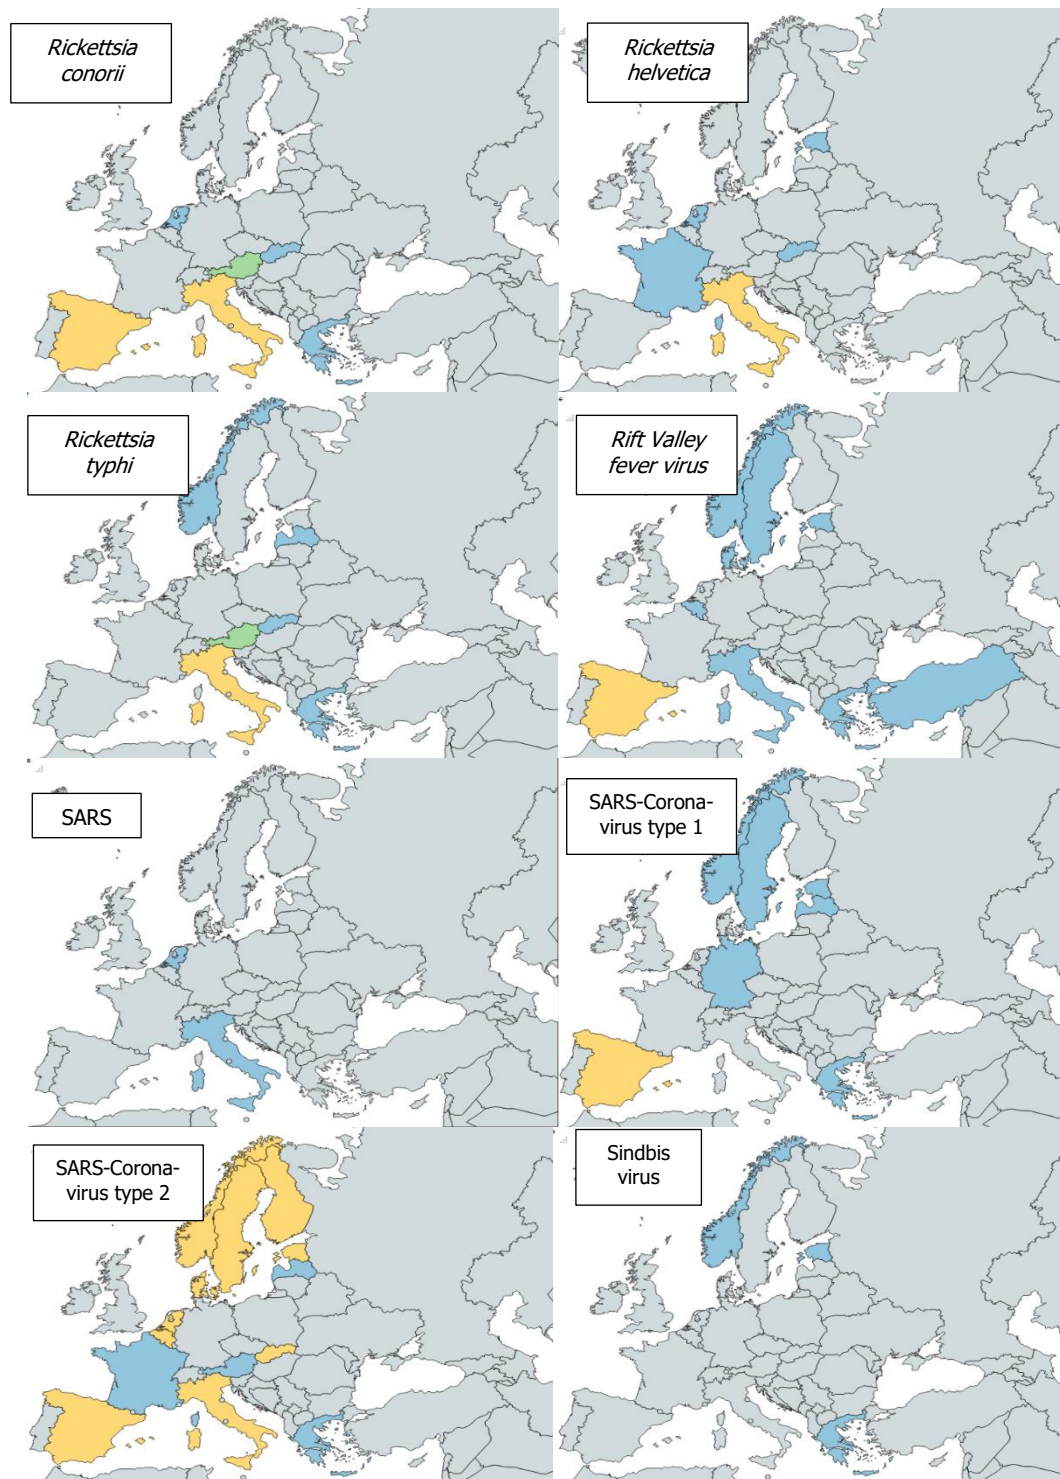 Rickettsia
conorii
Rickettsia
helvetica
Rickettsia
typhi
Rift Valley
fever virus
SARS
SARS-Corona-
virus type 1
SARS-Corona-
virus type 2
Sindbis
virus